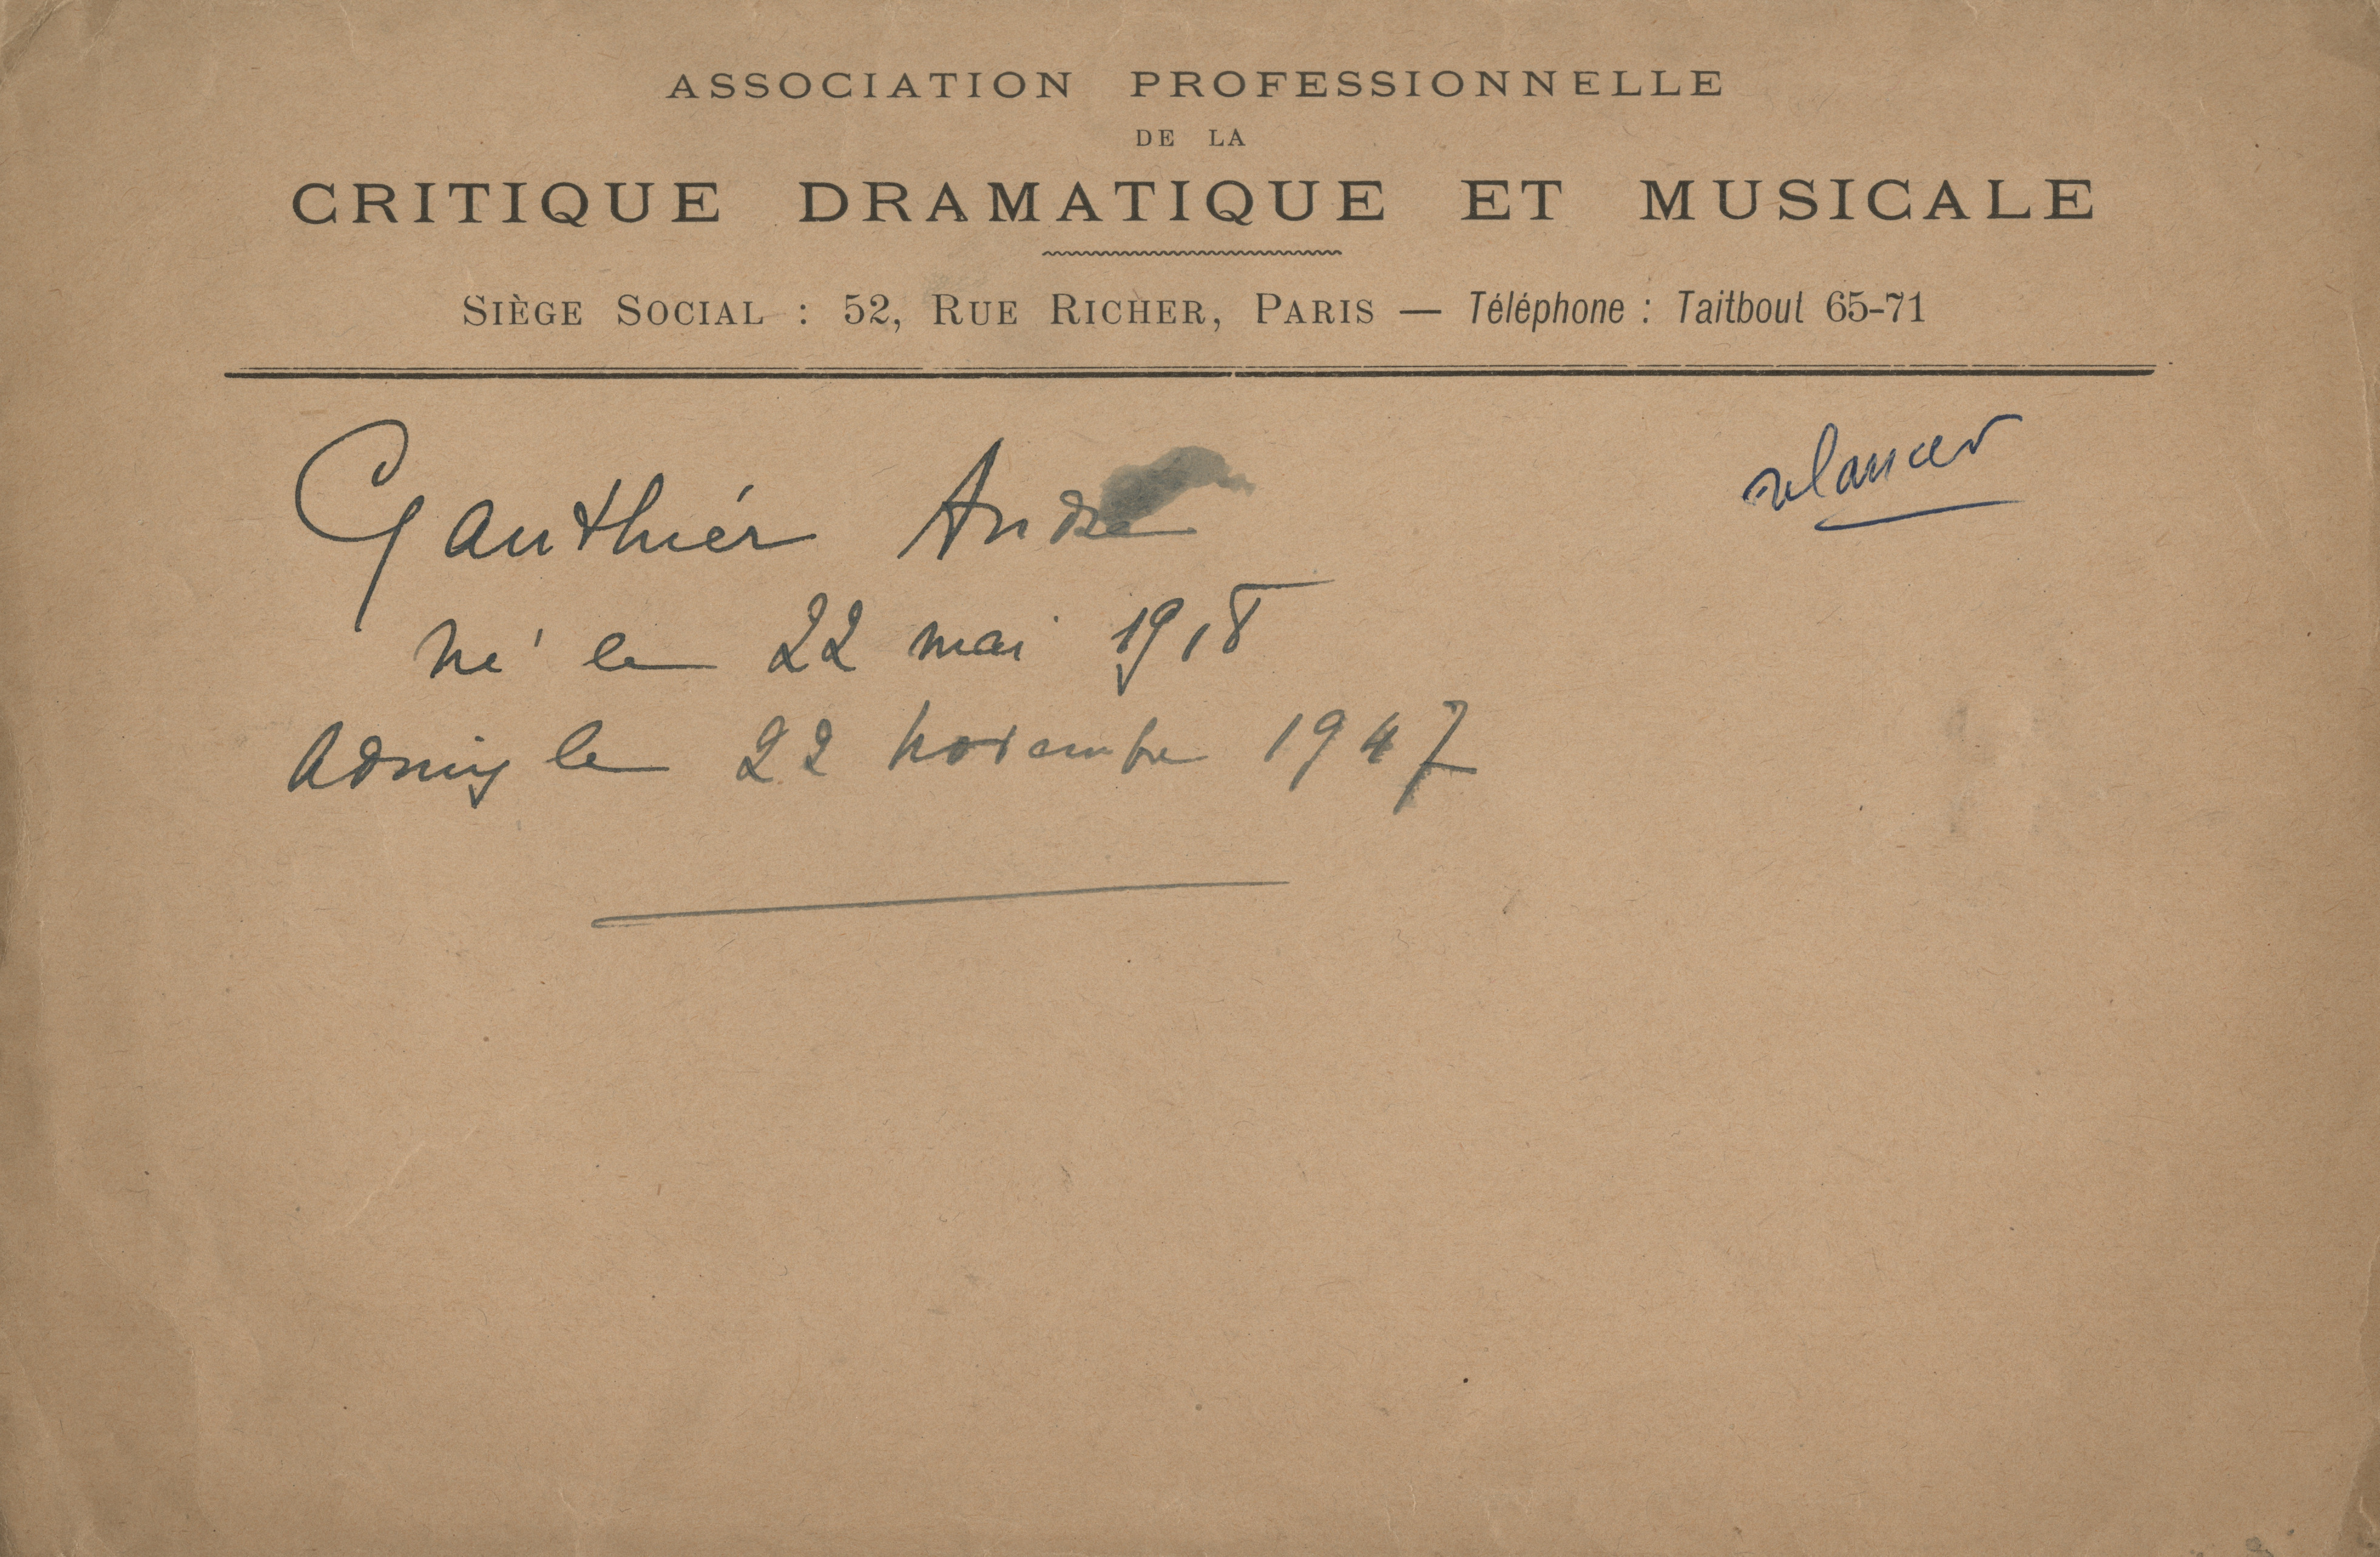 ASSOCIATION PROFESSIONNELLE
DE LA
CRITIQUE DRAMATIQUE ET MUSICALE
SIÈGE SOCIAL : 52, RUE RICHER, PARIS — Téléphone : Taitbout 65-71
relancer
Gauthier André
né le 22 mai 1918
Admis le 22 novembre 1947